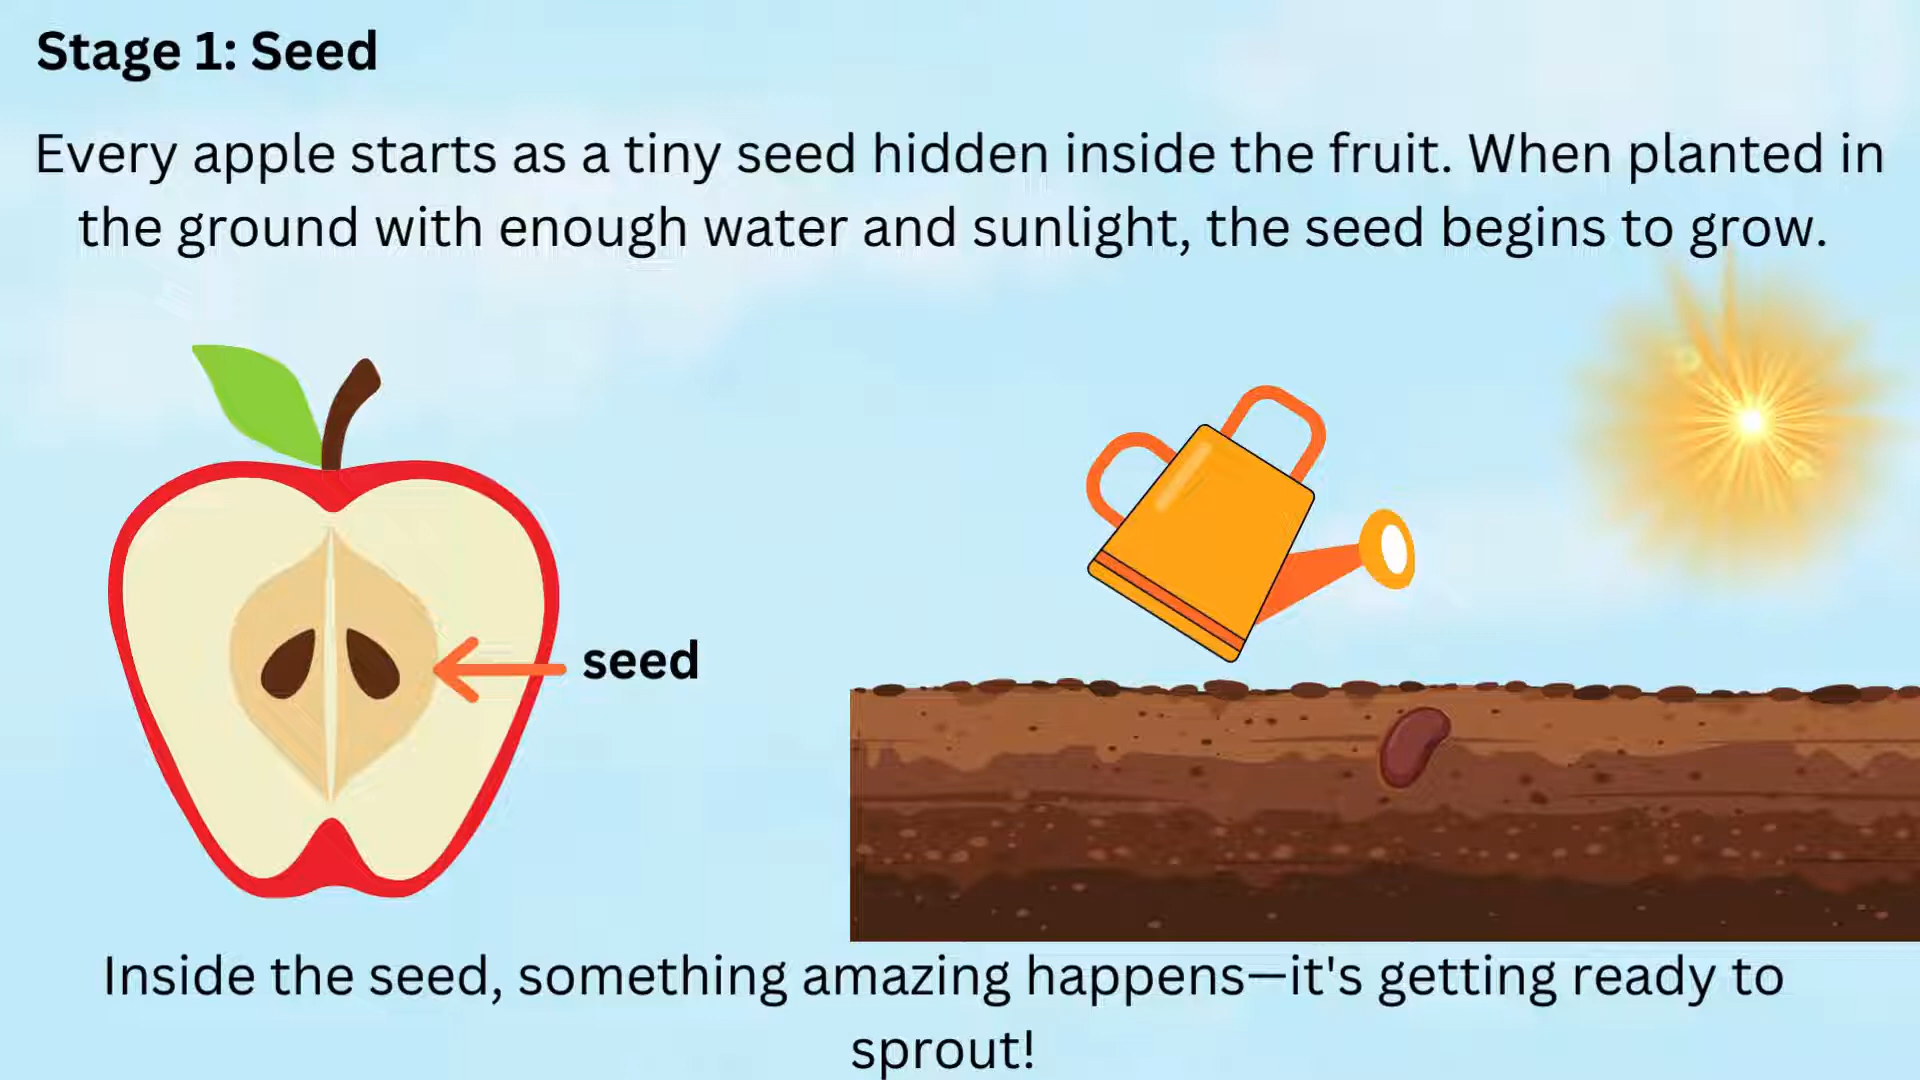 Stage 1: Seed
Every apple starts as a tiny seed hidden inside the fruit. When planted in
the ground with enough water and sunlight, the seed begins to grow.
seed
Inside the seed, something amazing happens—it's getting ready to
sprout!